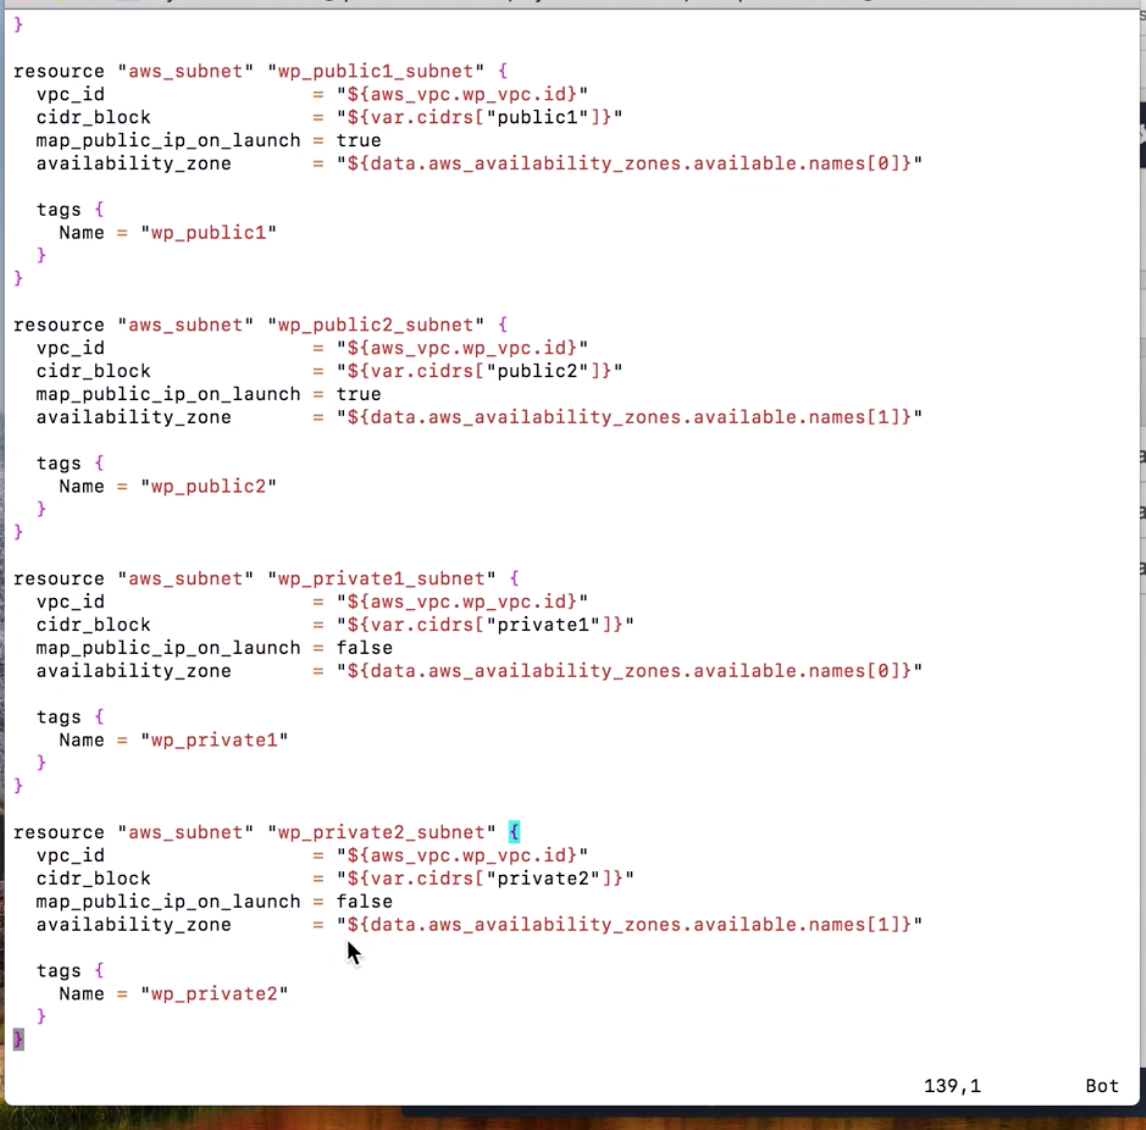 }
resource "aws_subnet" "wp_public1_subnet" {
  vpc_id                  = "${aws_vpc.wp_vpc.id}"
  cidr_block              = "${var.cidrs["public1"]}"
  map_public_ip_on_launch = true
  availability_zone       = "${data.aws_availability_zones.available.names[0]}"
  tags {
    Name = "wp_public1"
  }
}
resource "aws_subnet" "wp_public2_subnet" {
  vpc_id                  = "${aws_vpc.wp_vpc.id}"
  cidr_block              = "${var.cidrs["public2"]}"
  map_public_ip_on_launch = true
  availability_zone       = "${data.aws_availability_zones.available.names[1]}"
  tags {
    Name = "wp_public2"
  }
}
resource "aws_subnet" "wp_private1_subnet" {
  vpc_id                  = "${aws_vpc.wp_vpc.id}"
  cidr_block              = "${var.cidrs["private1"]}"
  map_public_ip_on_launch = false
  availability_zone       = "${data.aws_availability_zones.available.names[0]}"
  tags {
    Name = "wp_private1"
  }
}
resource "aws_subnet" "wp_private2_subnet" {
  vpc_id                  = "${aws_vpc.wp_vpc.id}"
  cidr_block              = "${var.cidrs["private2"]}"
  map_public_ip_on_launch = false
  availability_zone       = "${data.aws_availability_zones.available.names[1]}"
  tags {
    Name = "wp_private2"
  }
}
139,1 Bot